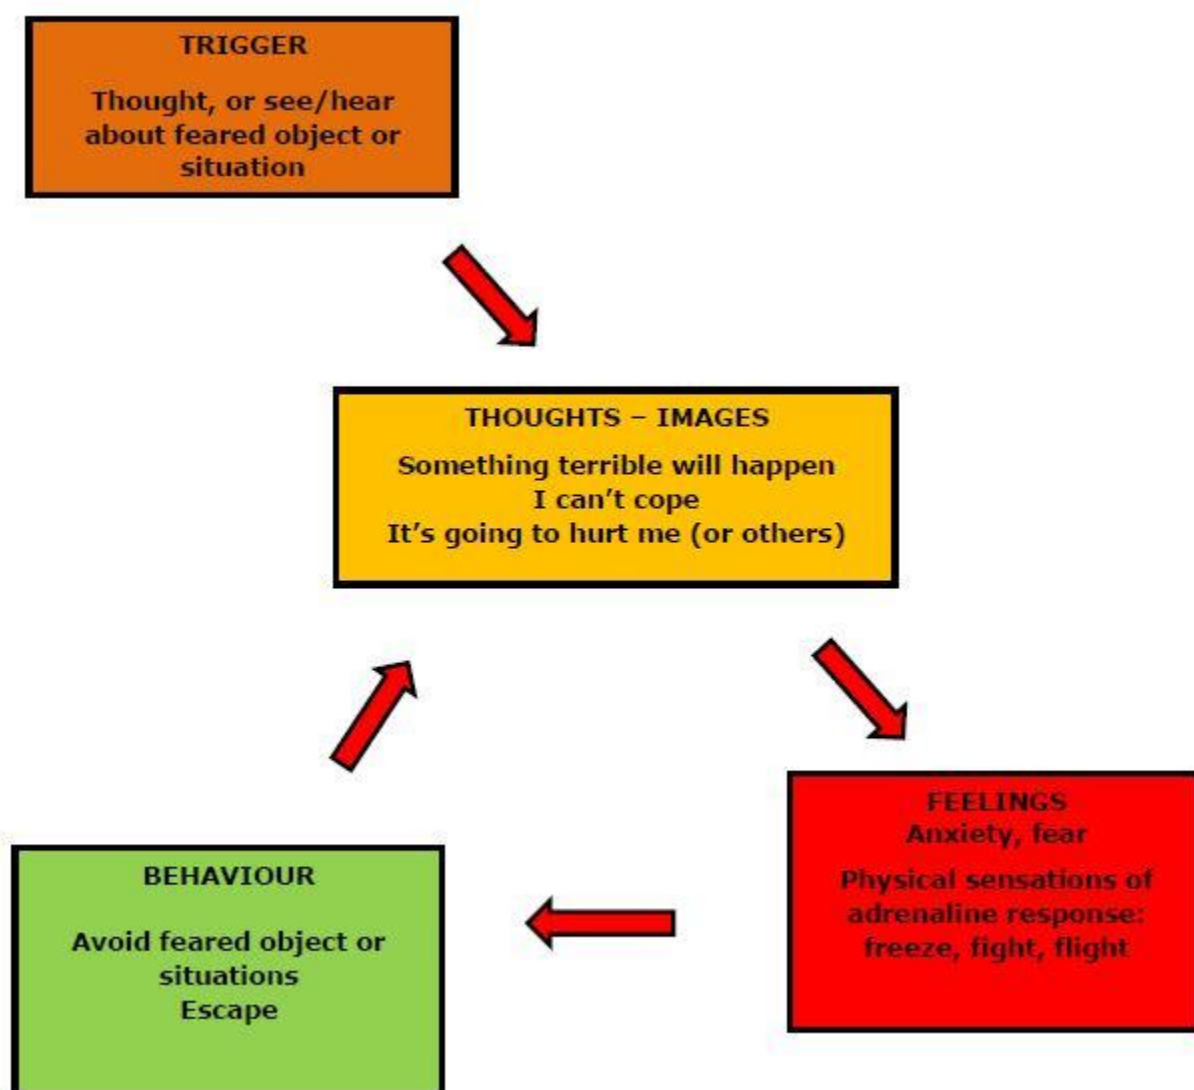 TRIGGER
Thought, or see/hear
about feared object or
situation
THOUGHTS – IMAGES
Something terrible will happen
I can't cope
It's going to hurt me (or others)
FEELINGS
Anxiety, fear
Physical sensations of
adrenaline response:
freeze, fight, flight
BEHAVIOUR
Avoid feared object or
situations
Escape